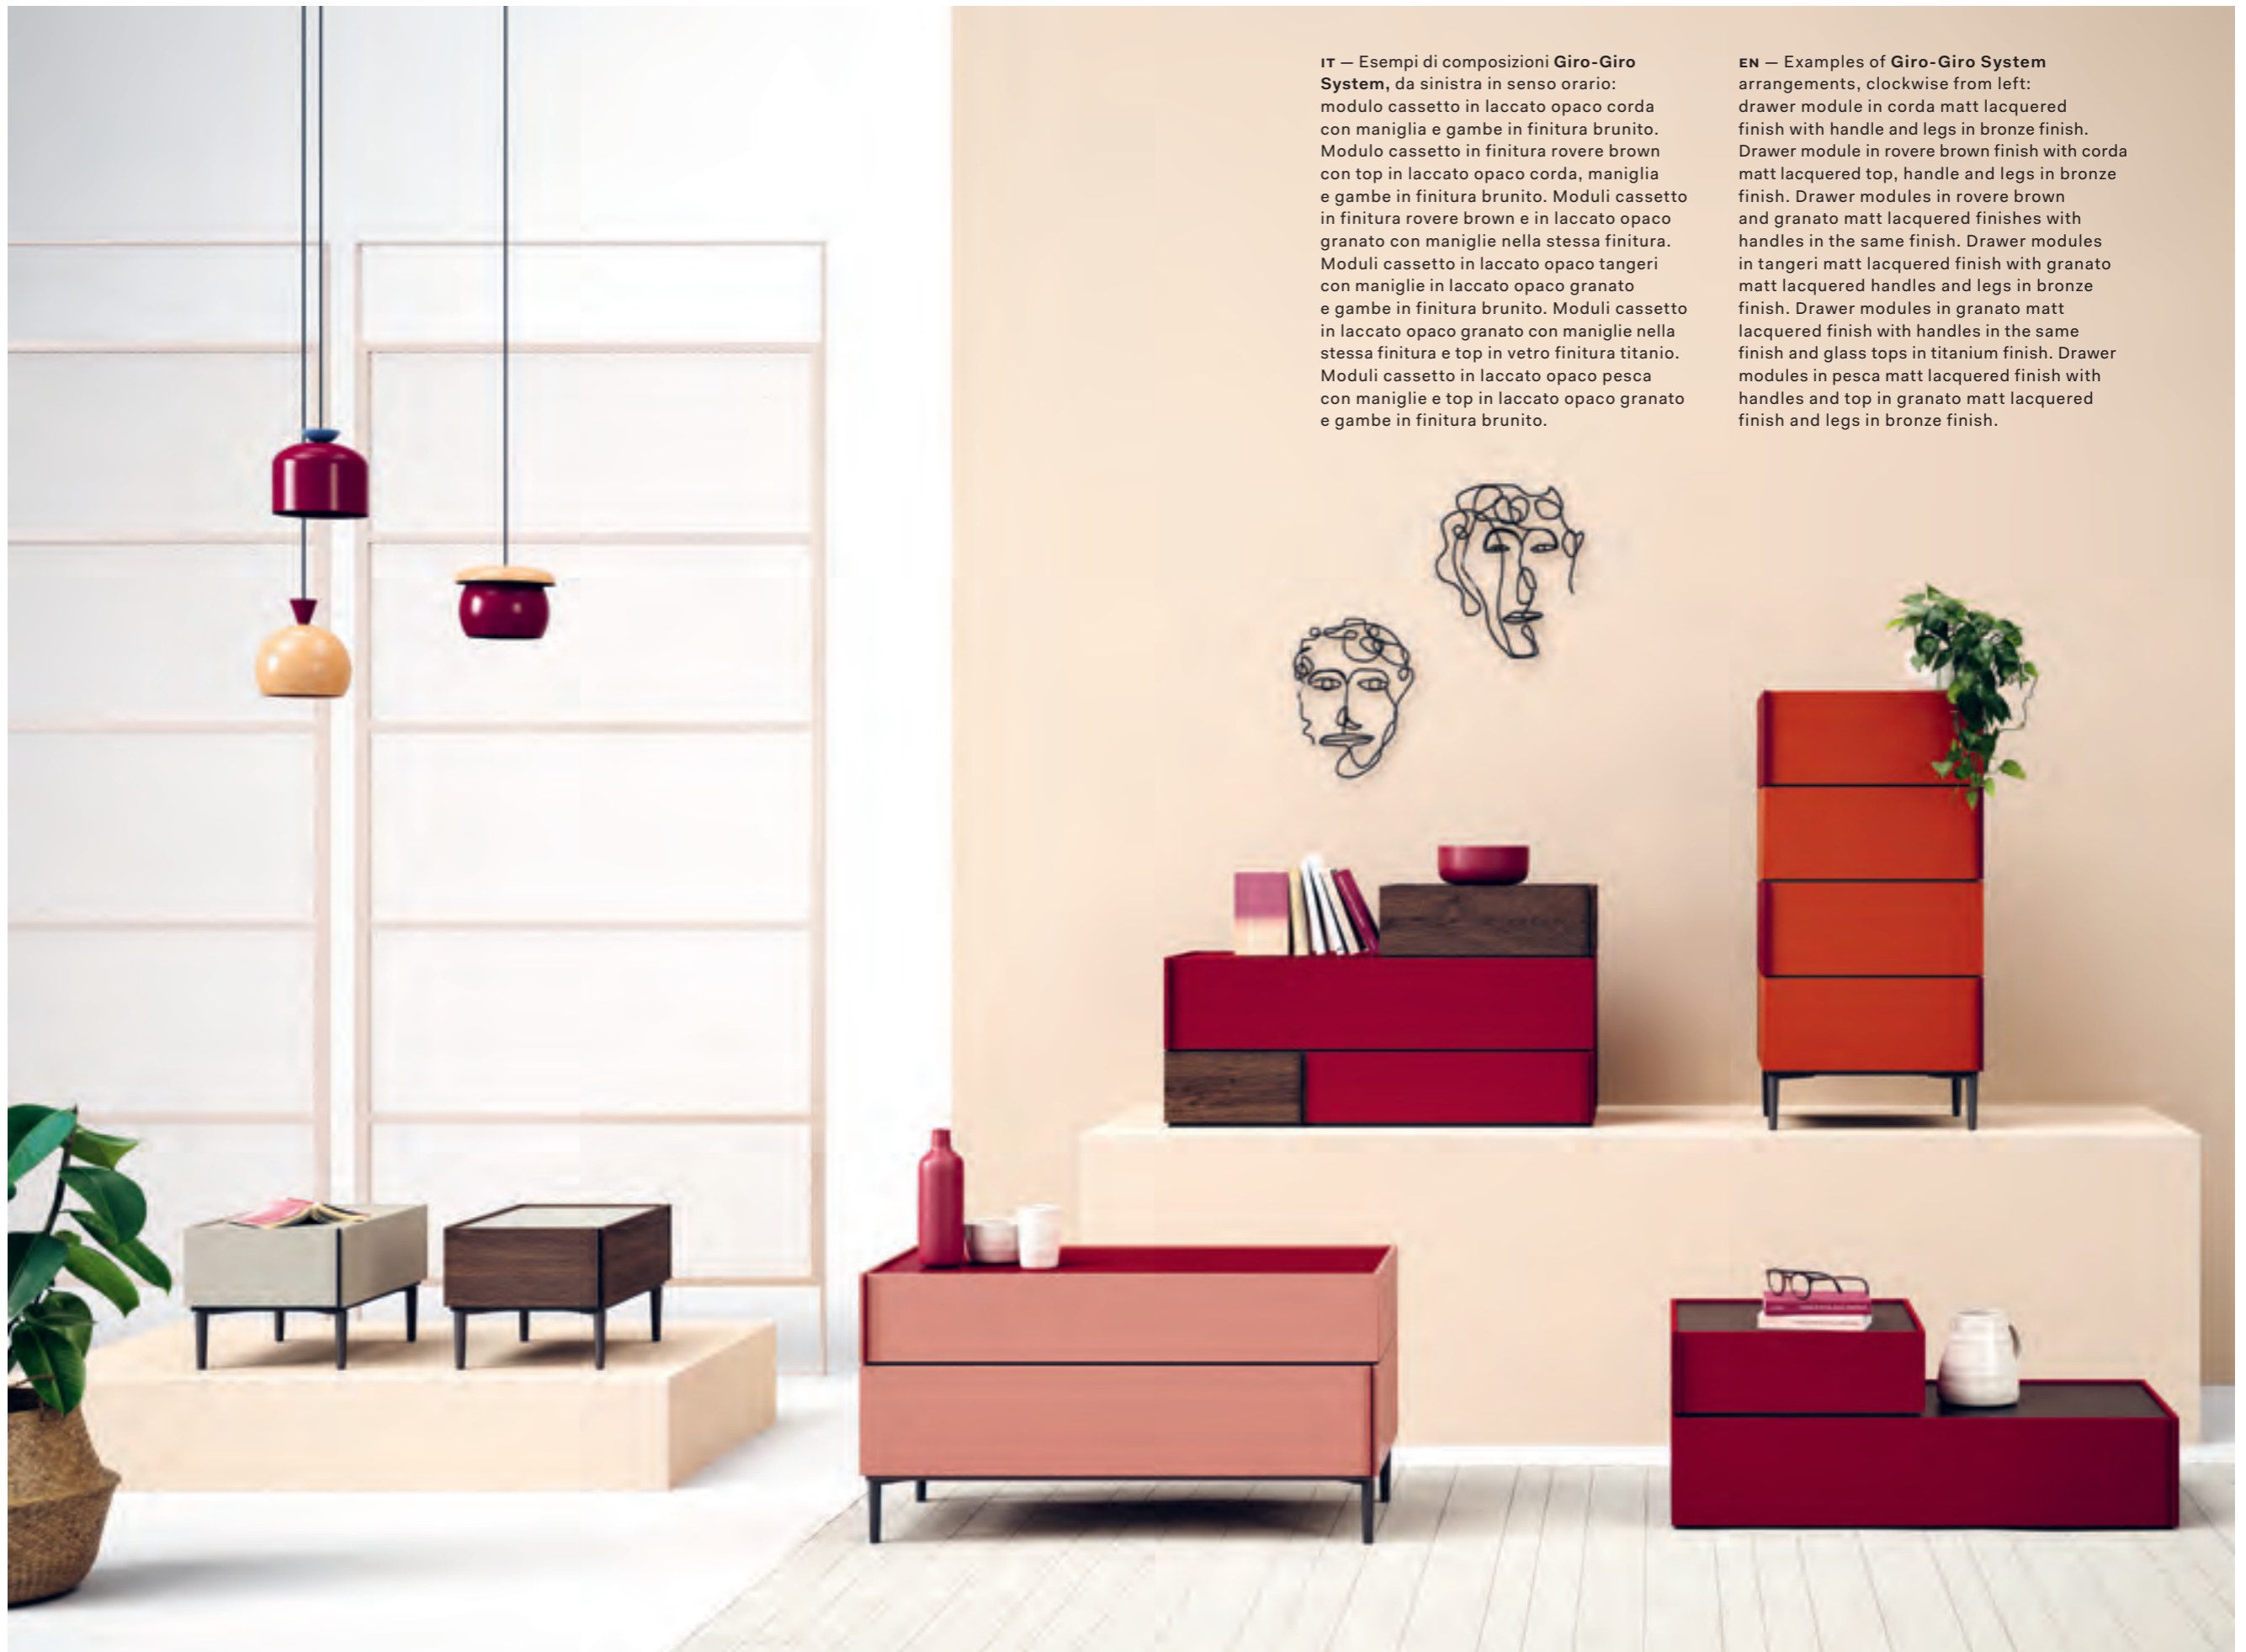 IT — Esempi di composizioni Giro-Giro
System, da sinistra in senso orario:
modulo cassetto in laccato opaco corda
con maniglia e gambe in finitura brunito.
Modulo cassetto in finitura rovere brown
con top in laccato opaco corda, maniglia
e gambe in finitura brunito. Moduli cassetto
in finitura rovere brown e in laccato opaco
granato con maniglie nella stessa finitura.
Moduli cassetto in laccato opaco tangeri
con maniglie in laccato opaco granato
e gambe in finitura brunito. Moduli cassetto
in laccato opaco granato con maniglie nella
stessa finitura e top in vetro finitura titanio.
Moduli cassetto in laccato opaco pesca
con maniglie e top in laccato opaco granato
e gambe in finitura brunito.
EN — Examples of Giro-Giro System
arrangements, clockwise from left:
drawer module in corda matt lacquered
finish with handle and legs in bronze finish.
Drawer module in rovere brown finish with corda
matt lacquered top, handle and legs in bronze
finish. Drawer modules in rovere brown
and granato matt lacquered finishes with
handles in the same finish. Drawer modules
in tangeri matt lacquered finish with granato
matt lacquered handles and legs in bronze
finish. Drawer modules in granato matt
lacquered finish with handles in the same
finish and glass tops in titanium finish. Drawer
modules in pesca matt lacquered finish with
handles and top in granato matt lacquered
finish and legs in bronze finish.